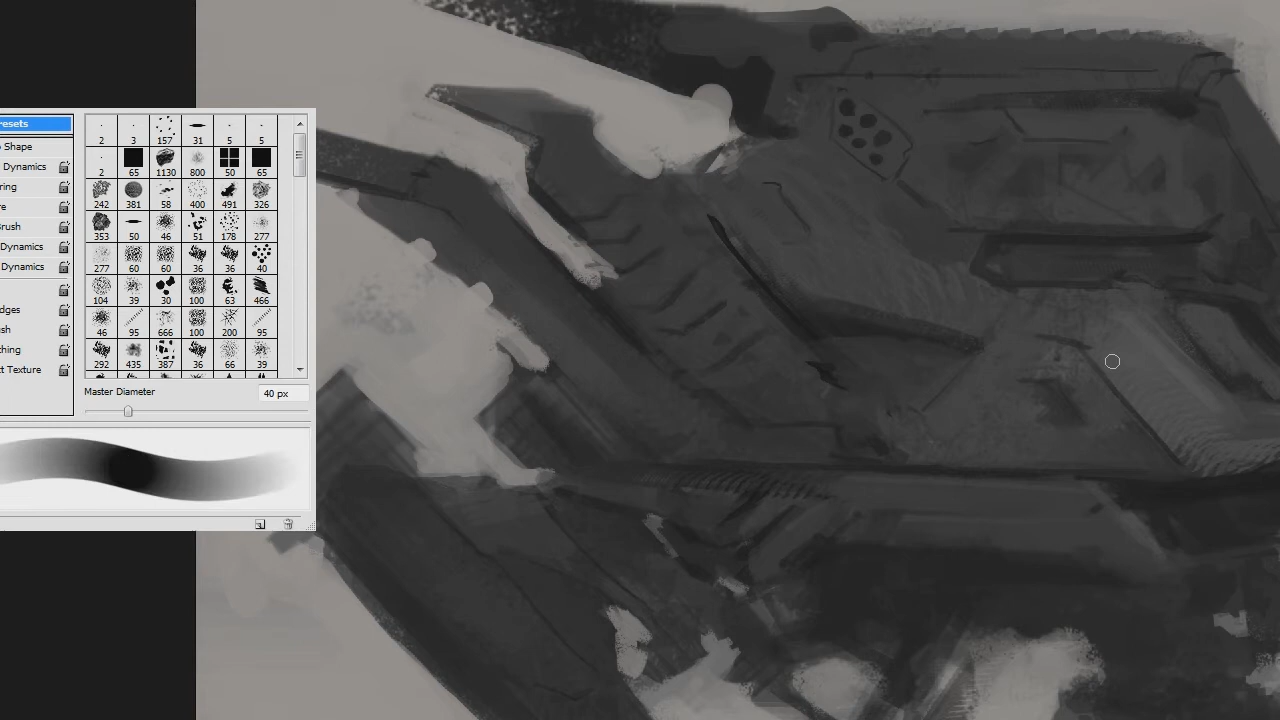 resets
Shape
Dynamics
ring
re
Brush
Dynamics
Dynamics
dges
sh
thing
t Texture
2 3 157 31 5 5
2 65 1130 800 50 65
242 381 58 400 491 326
353 50 46 51 178 277
277 60 60 36 36 40
104 39 30 100 63 466
46 95 666 100 200 95
292 435 387 36 66 39
Master Diameter
40 px